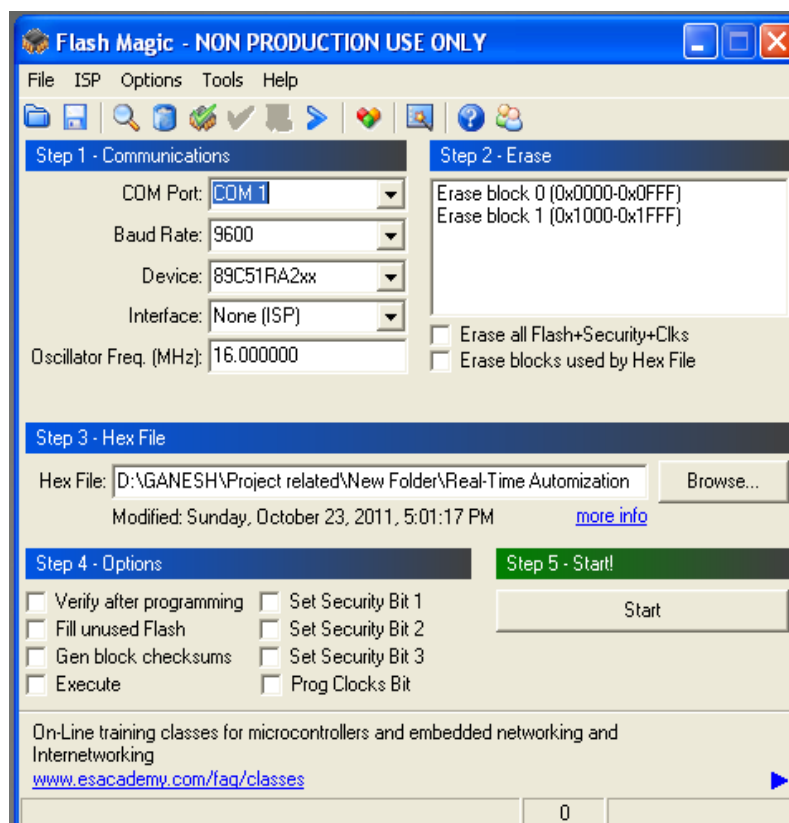 Flash Magic - NON PRODUCTION USE ONLY
File ISP Options Tools Help
Step 1 - Communications
COM Port: COM 1
Baud Rate: 9600
Device: 89C51RA2xx
Interface: None (ISP)
Oscillator Freq. (MHz): 16.000000
Step 2 - Erase
Erase block 0 (0x0000-0x0FFF)
Erase block 1 (0x1000-0x1FFF)
Erase all Flash+Security+Clks
Erase blocks used by Hex File
Step 3 - Hex File
Hex File: D:\GANESH\Project related\New Folder\Real-Time Automization Browse...
Modified: Sunday, October 23, 2011, 5:01:17 PM more info
Step 4 - Options
Verify after programming Set Security Bit 1
Fill unused Flash Set Security Bit 2
Gen block checksums Set Security Bit 3
Execute Prog Clocks Bit
Step 5 - Start!
Start
On-Line training classes for microcontrollers and embedded networking and
Internetworking
www.esacademy.com/faq/classes
0